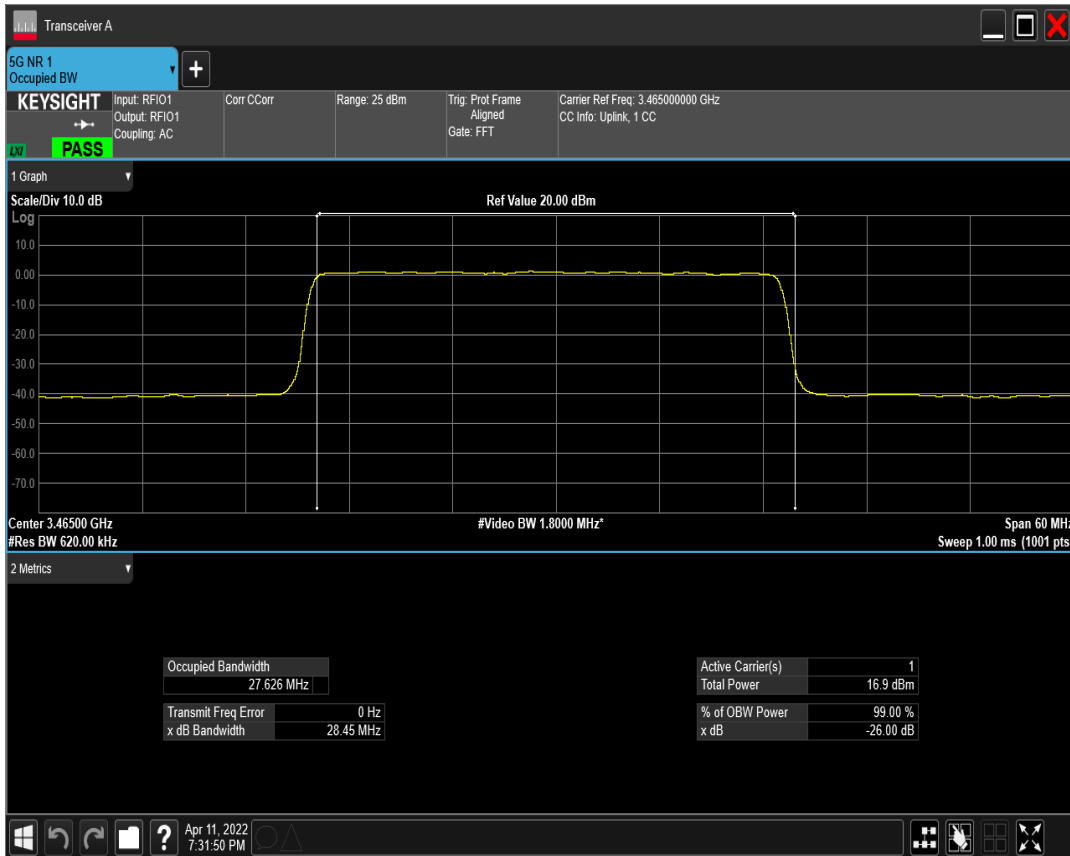 Transceiver A
5G NR 1
Occupied BW
+
KEYSIGHT
LXI
PASS
Input: RFIO1
Output: RFIO1
Coupling: AC
Corr CCorr
Range: 25 dBm
Trig: Prot Frame
Aligned
Gate: FFT
Carrier Ref Freq: 3.465000000 GHz
CC Info: Uplink, 1 CC
1 Graph
Scale/Div 10.0 dB
Ref Value 20.00 dBm
Log
10.0
0.00
-10.0
-20.0
-30.0
-40.0
-50.0
-60.0
-70.0
Center 3.46500 GHz
#Video BW 1.8000 MHz*
Span 60 MHz
#Res BW 620.00 kHz
Sweep 1.00 ms (1001 pts
2 Metrics
Occupied Bandwidth
27.626 MHz
Transmit Freq Error 0 Hz
x dB Bandwidth 28.45 MHz
Active Carrier(s) 1
Total Power 16.9 dBm
% of OBW Power 99.00 %
x dB -26.00 dB
?
Apr 11, 2022
7:31:50 PM